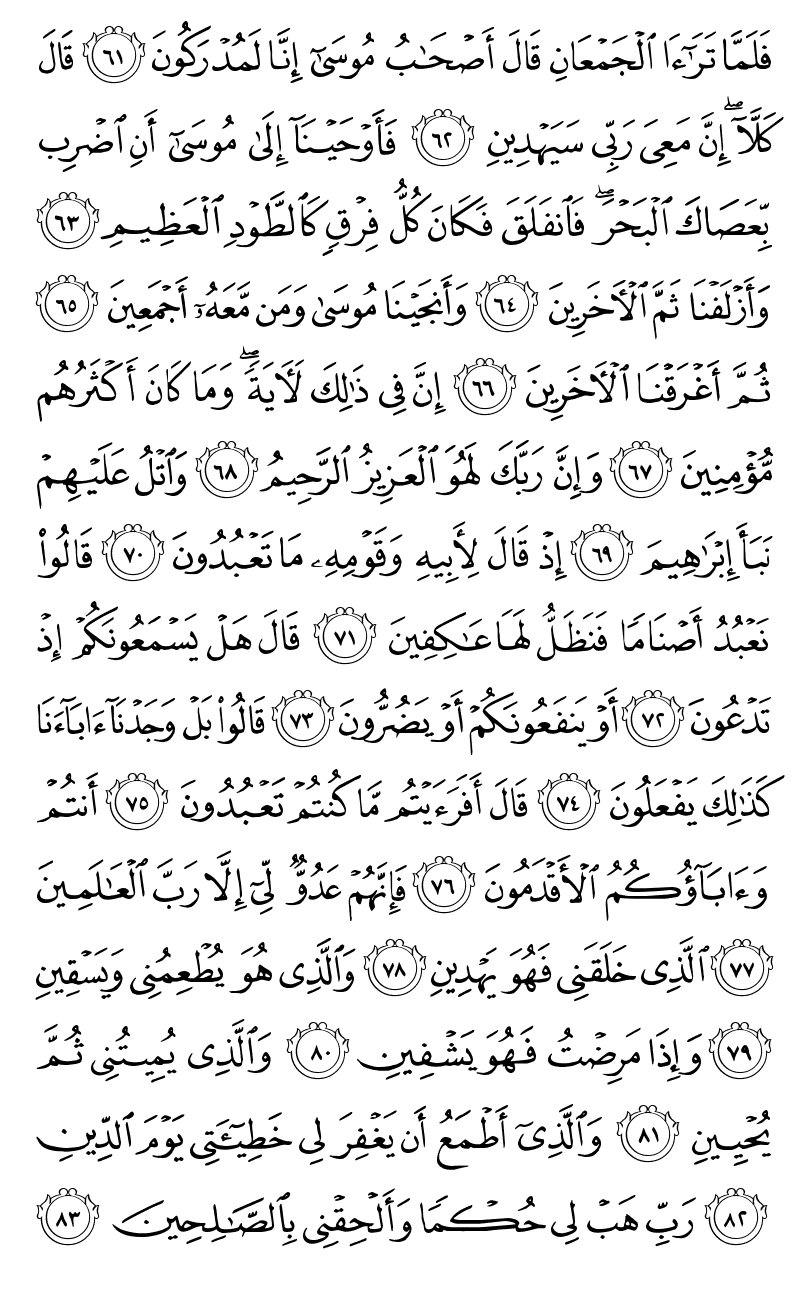 فَلَمَّا تَرَٰٓءَا ٱلْجَمْعَانِ قَالَ أَصْحَٰبُ مُوسَىٰٓ إِنَّا لَمُدْرَكُونَ ٦١ قَالَ
كَلَّآ ۖ إِنَّ مَعِىَ رَبِّى سَيَهْدِينِ ٦٢ فَأَوْحَيْنَآ إِلَىٰ مُوسَىٰٓ أَنِ ٱضْرِب
بِّعَصَاكَ ٱلْبَحْرَ ۖ فَٱنفَلَقَ فَكَانَ كُلُّ فِرْقٍ كَٱلطَّوْدِ ٱلْعَظِيمِ ٦٣
وَأَزْلَفْنَا ثَمَّ ٱلْءَاخَرِينَ ٦٤ وَأَنجَيْنَا مُوسَىٰ وَمَن مَّعَهُۥٓ أَجْمَعِينَ ٦٥
ثُمَّ أَغْرَقْنَا ٱلْءَاخَرِينَ ٦٦ إِنَّ فِى ذَٰلِكَ لَءَايَةً ۖ وَمَا كَانَ أَكْثَرُهُم
مُّؤْمِنِينَ ٦٧ وَإِنَّ رَبَّكَ لَهُوَ ٱلْعَزِيزُ ٱلرَّحِيمُ ٦٨ وَٱتْلُ عَلَيْهِمْ
نَبَأَ إِبْرَٰهِيمَ ٦٩ إِذْ قَالَ لِأَبِيهِ وَقَوْمِهِۦ مَا تَعْبُدُونَ ٧٠ قَالُوا۟
نَعْبُدُ أَصْنَامًا فَنَظَلُّ لَهَا عَٰكِفِينَ ٧١ قَالَ هَلْ يَسْمَعُونَكُمْ إِذْ
تَدْعُونَ ٧٢ أَوْ يَنفَعُونَكُمْ أَوْ يَضُرُّونَ ٧٣ قَالُوا۟ بَلْ وَجَدْنَآ ءَابَآءَنَا
كَذَٰلِكَ يَفْعَلُونَ ٧٤ قَالَ أَفَرَءَيْتُم مَّا كُنتُمْ تَعْبُدُونَ ٧٥ أَنتُمْ
وَءَابَآؤُكُمُ ٱلْأَقْدَمُونَ ٧٦ فَإِنَّهُمْ عَدُوٌّ لِّىٓ إِلَّا رَبَّ ٱلْعَٰلَمِينَ
٧٧ ٱلَّذِى خَلَقَنِى فَهُوَ يَهْدِينِ ٧٨ وَٱلَّذِى هُوَ يُطْعِمُنِى وَيَسْقِينِ
٧٩ وَإِذَا مَرِضْتُ فَهُوَ يَشْفِينِ ٨٠ وَٱلَّذِى يُمِيتُنِى ثُمَّ
يُحْيِينِ ٨١ وَٱلَّذِىٓ أَطْمَعُ أَن يَغْفِرَ لِى خَطِيٓـَٔتِى يَوْمَ ٱلدِّينِ
٨٢ رَبِّ هَبْ لِى حُكْمًا وَأَلْحِقْنِى بِٱلصَّٰلِحِينَ ٨٣